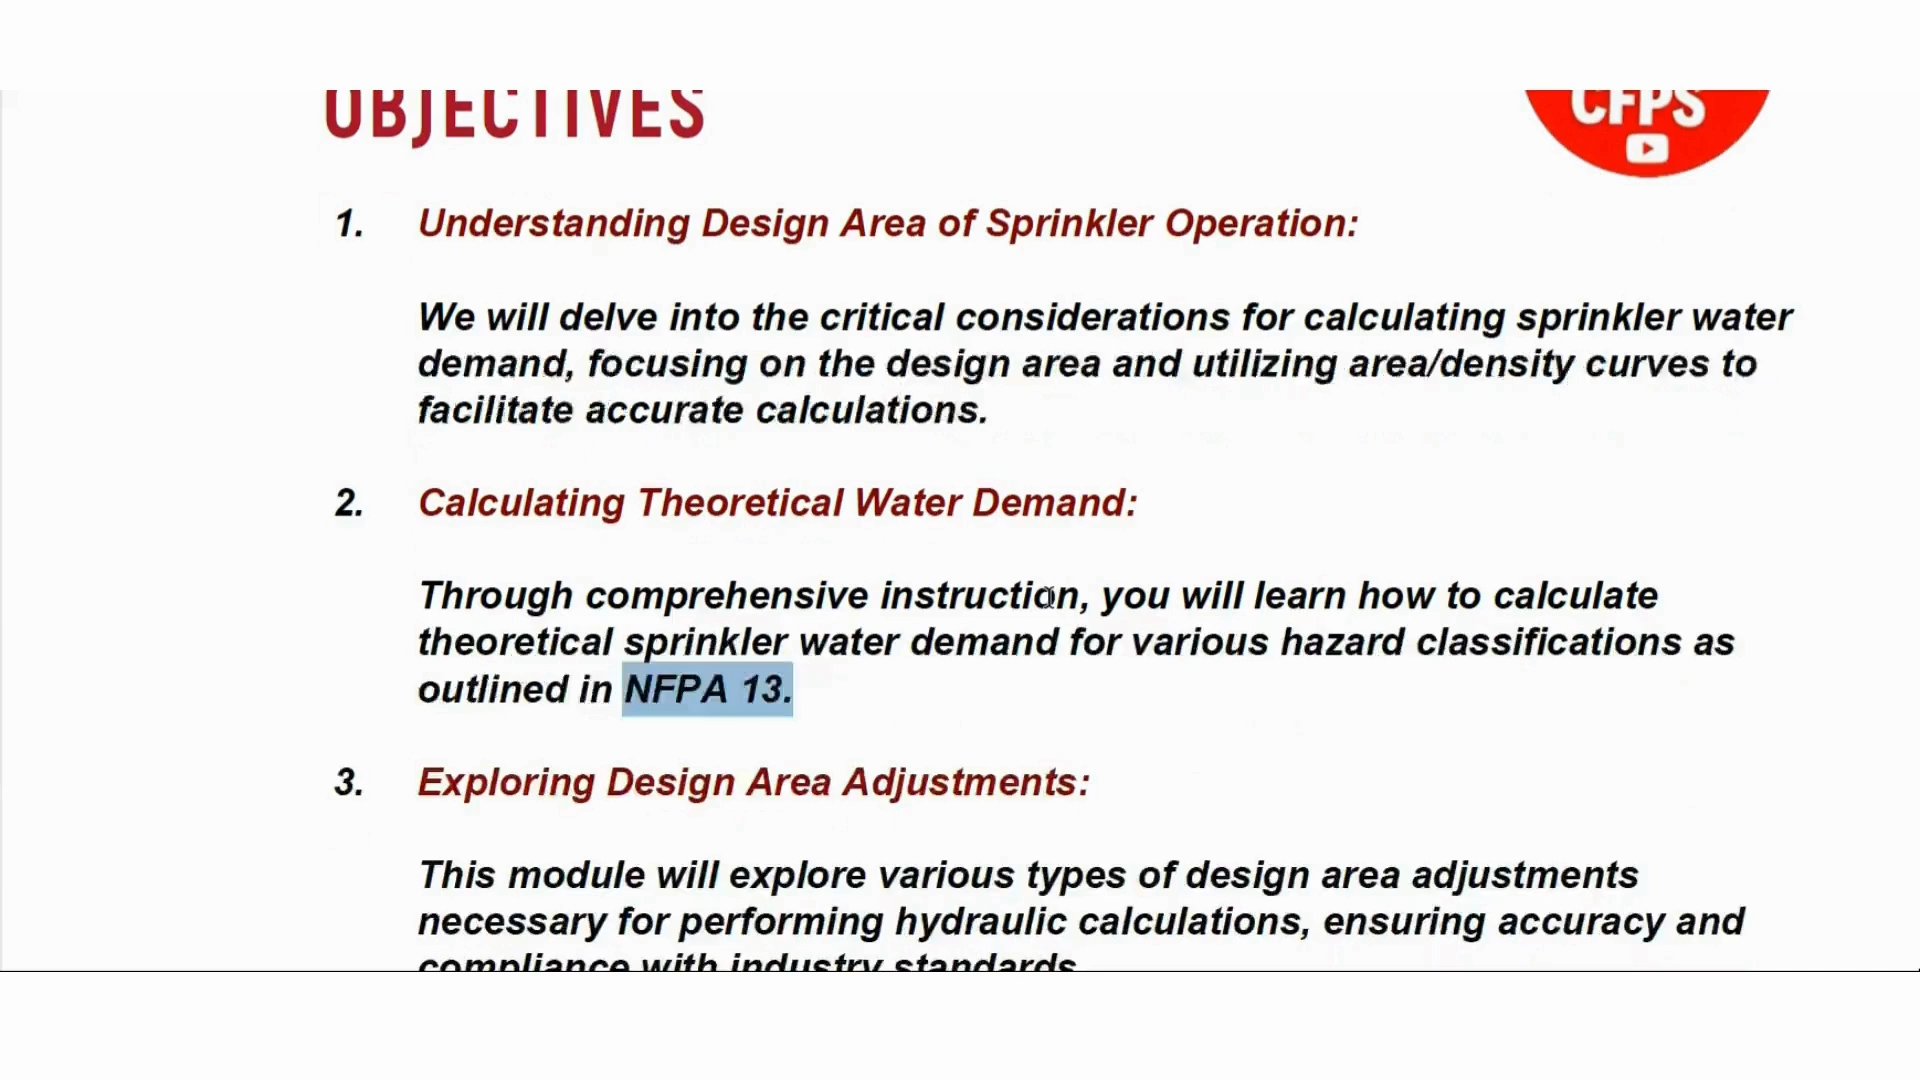 OBJECTIVES
CFPS
1. Understanding Design Area of Sprinkler Operation:
We will delve into the critical considerations for calculating sprinkler water
demand, focusing on the design area and utilizing area/density curves to
facilitate accurate calculations.
2. Calculating Theoretical Water Demand:
Through comprehensive instruction, you will learn how to calculate
theoretical sprinkler water demand for various hazard classifications as
outlined in NFPA 13.
3. Exploring Design Area Adjustments:
This module will explore various types of design area adjustments
necessary for performing hydraulic calculations, ensuring accuracy and
compliance with industry standards.